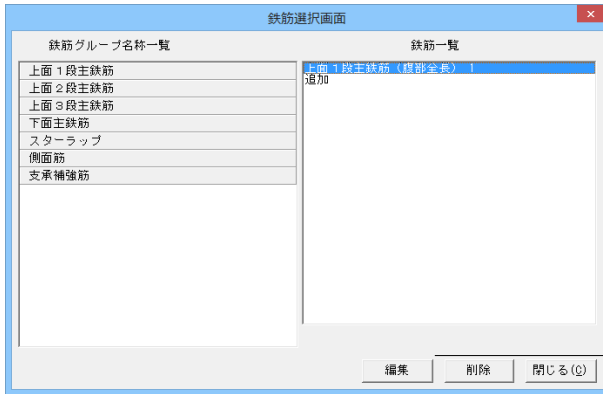 鉄筋選択画面
鉄筋グループ名称一覧
上面１段主鉄筋
上面２段主鉄筋
上面３段主鉄筋
下面主鉄筋
スターラップ
側面筋
支承補強筋
鉄筋一覧
上面１段主鉄筋（腹部全長） 1
追加
編集
削除
閉じる(C)